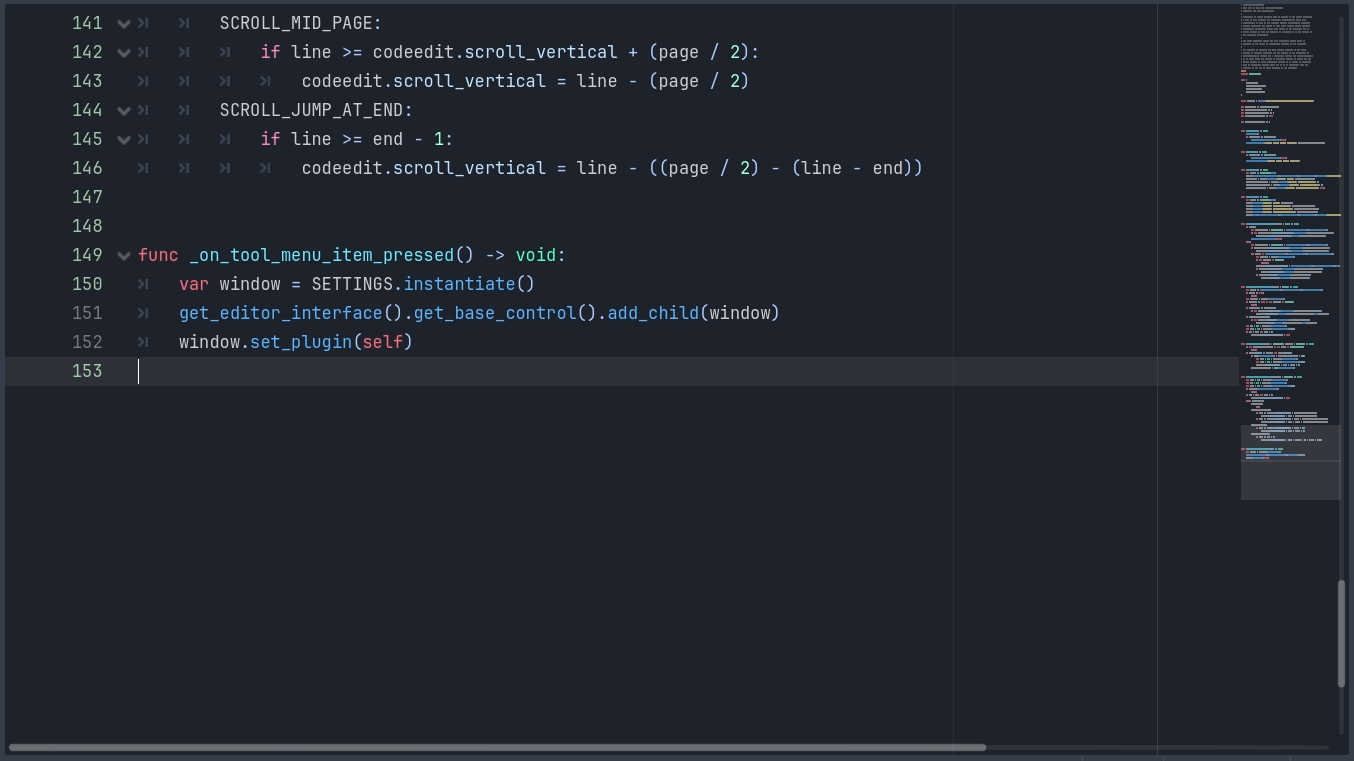 141 SCROLL_MID_PAGE:
142 if line >= codeedit.scroll_vertical + (page / 2):
143 codeedit.scroll_vertical = line - (page / 2)
144 SCROLL_JUMP_AT_END:
145 if line >= end - 1:
146 codeedit.scroll_vertical = line - ((page / 2) - (line - end))
147
148
149 func _on_tool_menu_item_pressed() -> void:
150 var window = SETTINGS.instantiate()
151 get_editor_interface().get_base_control().add_child(window)
152 window.set_plugin(self)
153